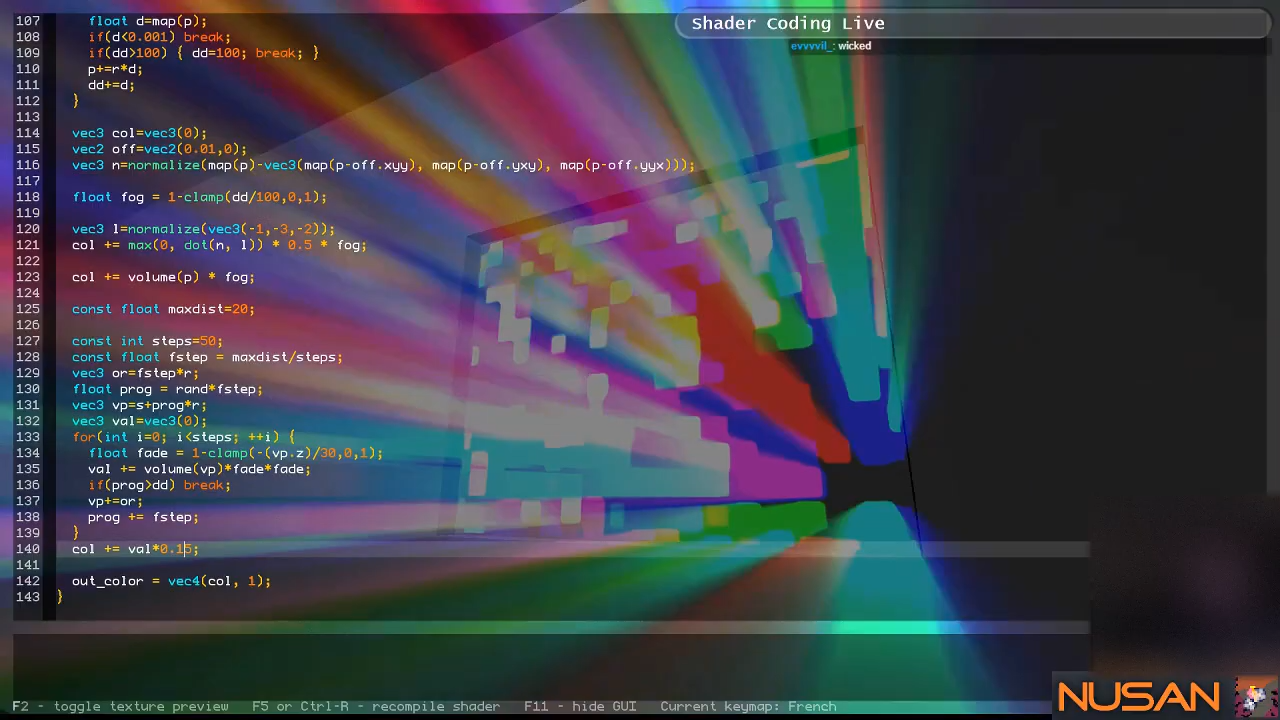 Shader Coding Live
evvvvil_: wicked
107 float d=map(p);
108 if(d<0.001) break;
109 if(dd>100) { dd=100; break; }
110 p+=r*d;
111 dd+=d;
112 }
113
114 vec3 col=vec3(0);
115 vec2 off=vec2(0.01,0);
116 vec3 n=normalize(map(p)-vec3(map(p-off.xyy), map(p-off.yxy), map(p-off.yyx)));
117
118 float fog = 1-clamp(dd/100,0,1);
119
120 vec3 l=normalize(vec3(-1,-3,-2));
121 col += max(0, dot(n, l)) * 0.5 * fog;
122
123 col += volume(p) * fog;
124
125 const float maxdist=20;
126
127 const int steps=50;
128 const float fstep = maxdist/steps;
129 vec3 or=fstep*r;
130 float prog = rand*fstep;
131 vec3 vp=s+prog*r;
132 vec3 val=vec3(0);
133 for(int i=0; i<steps; ++i) {
134 float fade = 1-clamp(-(vp.z)/30,0,1);
135 val += volume(vp)*fade*fade;
136 if(prog>dd) break;
137 vp+=or;
138 prog += fstep;
139 }
140 col += val*0.15;
141
142 out_color = vec4(col, 1);
143 }
F2 - toggle texture preview F5 or Ctrl-R - recompile shader F11 - hide GUI Current keymap: French
NUSAN